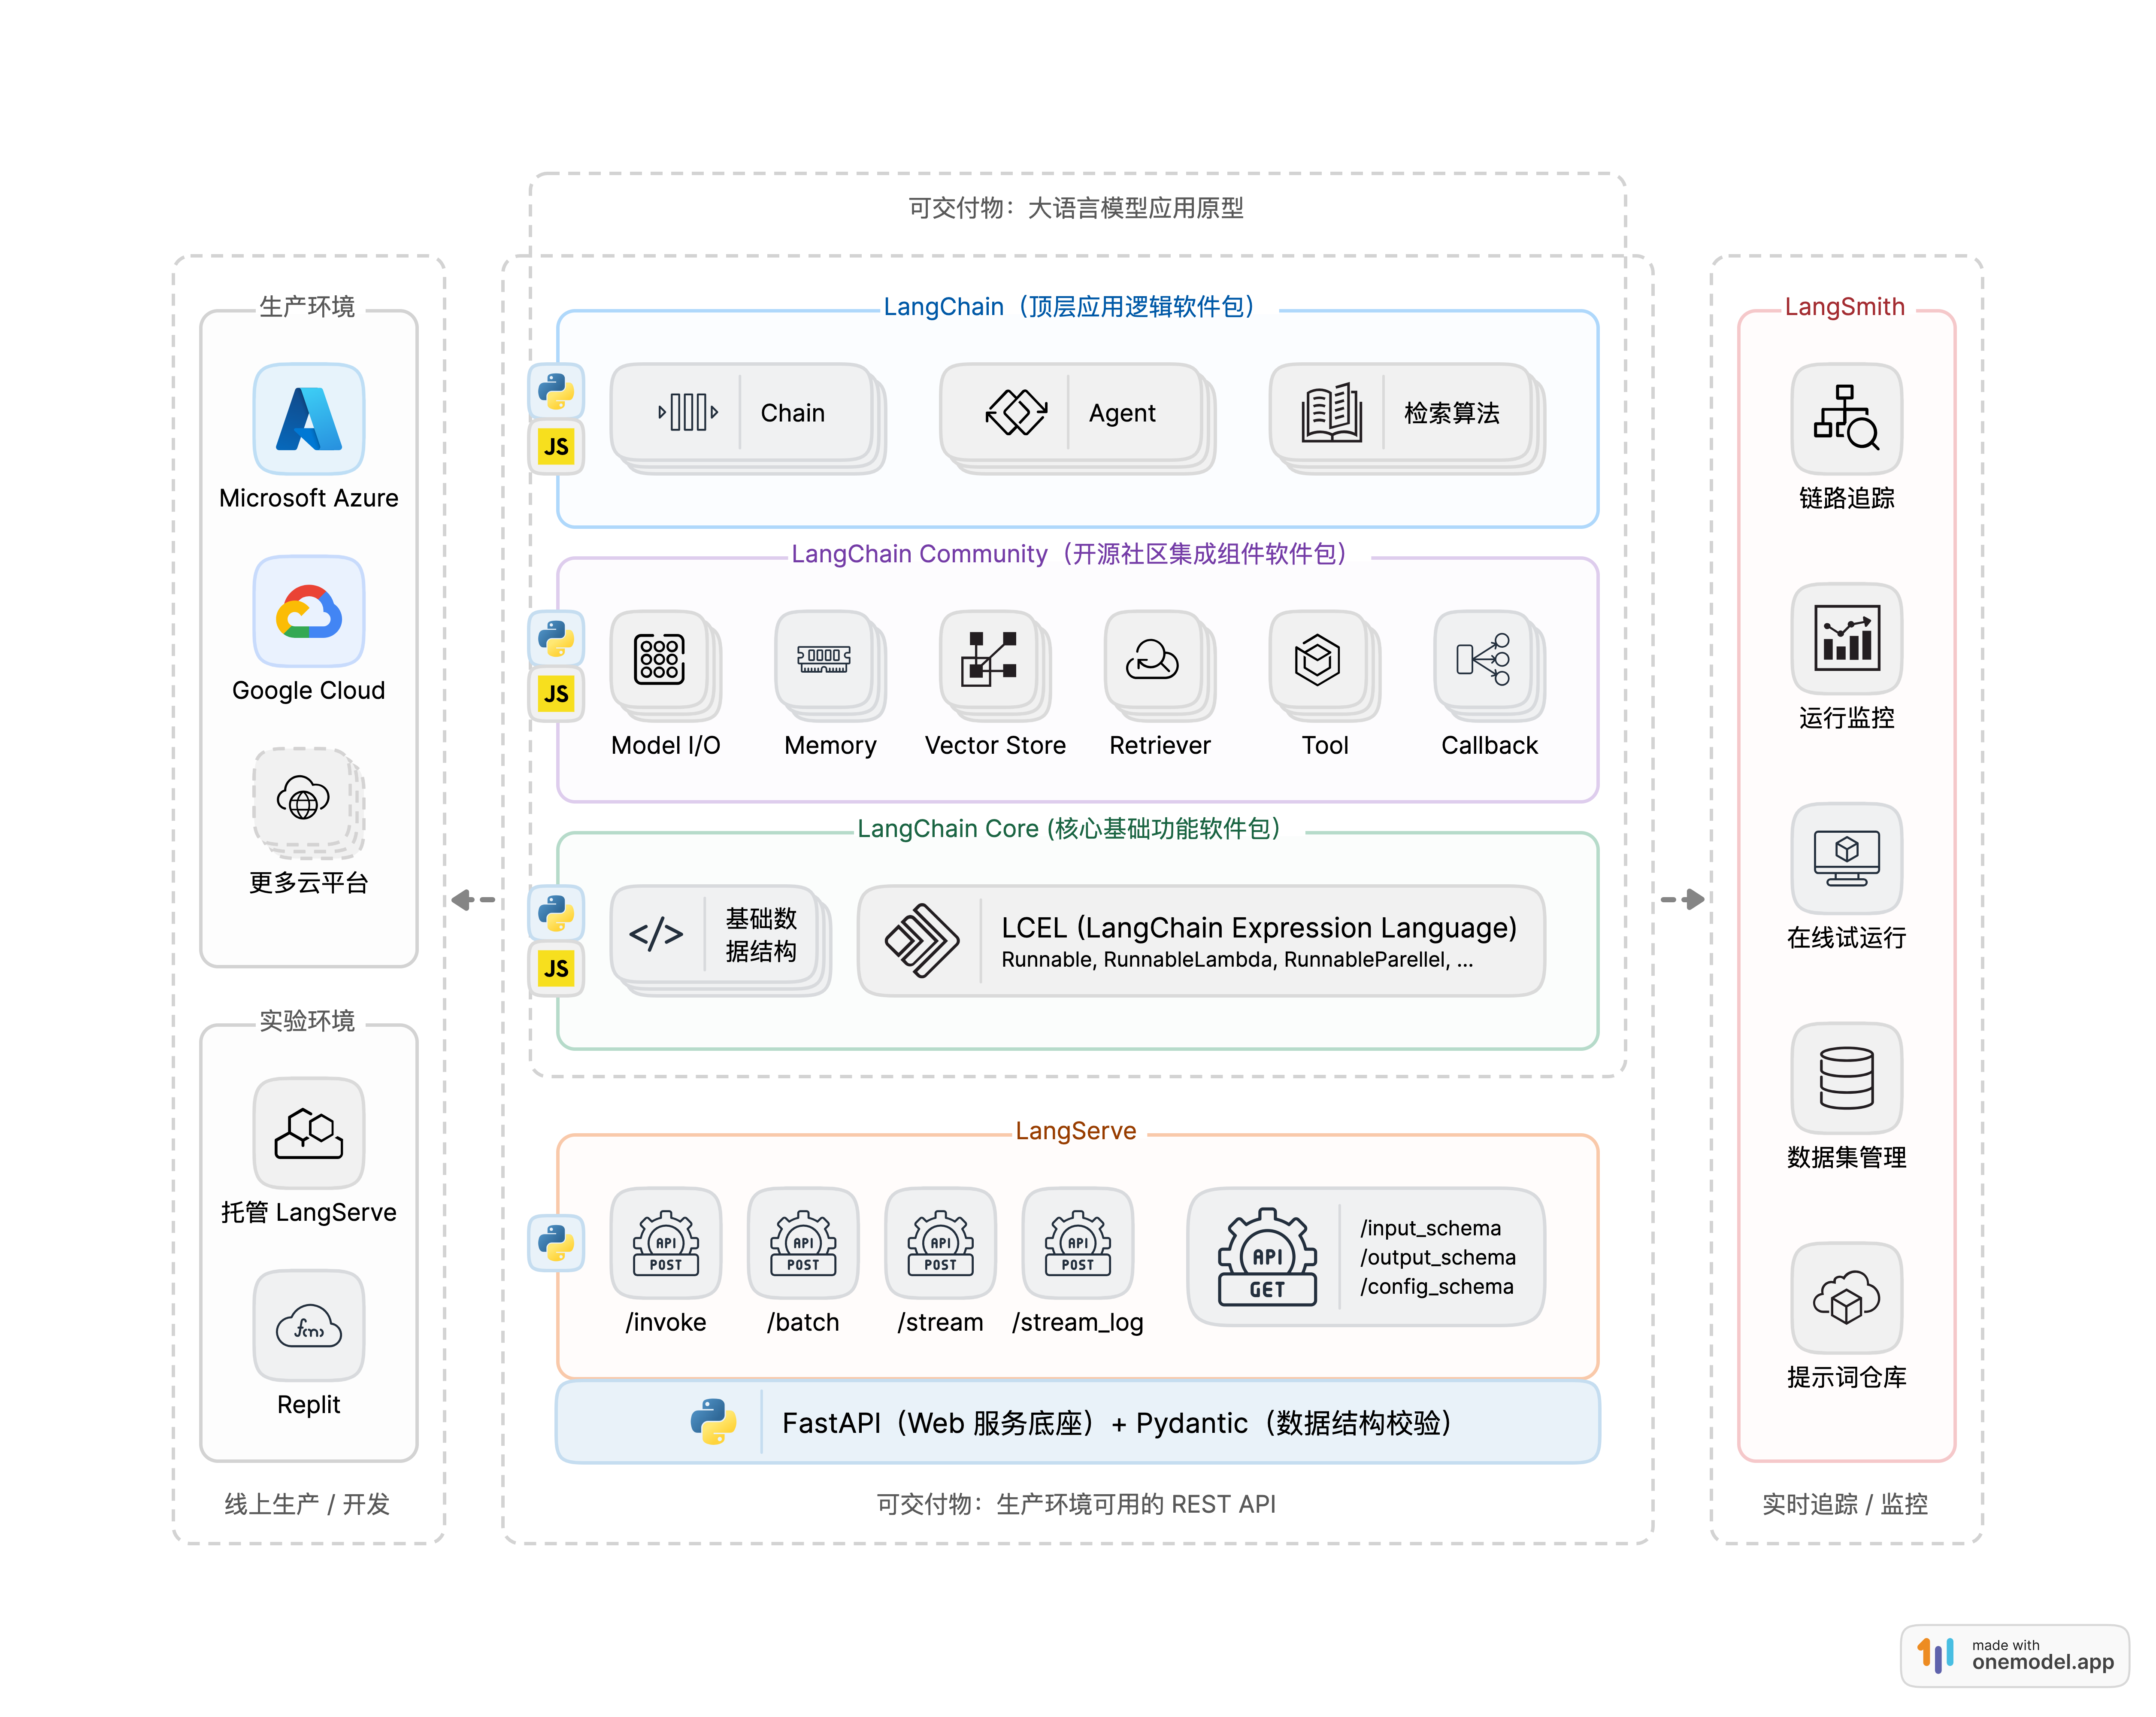 可交付物：大语言模型应用原型
生产环境
Microsoft Azure
Google Cloud
更多云平台
实验环境
托管 LangServe
Replit
线上生产 / 开发
LangChain（顶层应用逻辑软件包）
JS
Chain
Agent
检索算法
LangChain Community（开源社区集成组件软件包）
JS
Model I/O
Memory
Vector Store
Retriever
Tool
Callback
LangChain Core (核心基础功能软件包）
JS
</>
基础数
据结构
LCEL (LangChain Expression Language)
Runnable, RunnableLambda, RunnableParellel, ...
LangServe
API
POST
/invoke
API
POST
/batch
API
POST
/stream
API
POST
/stream_log
API
GET
/input_schema
/output_schema
/config_schema
FastAPI（Web 服务底座）+ Pydantic（数据结构校验）
可交付物：生产环境可用的 REST API
LangSmith
链路追踪
运行监控
在线试运行
数据集管理
提示词仓库
实时追踪 / 监控
made with
onemodel.app